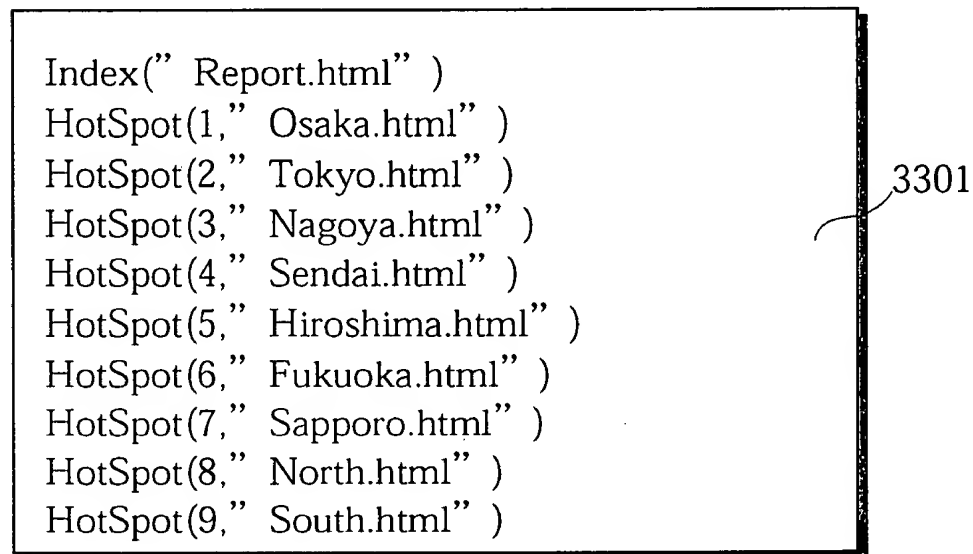 Index(” Report.html” )
HotSpot(1,” Osaka.html” )
HotSpot(2,” Tokyo.html” )
HotSpot(3,” Nagoya.html” )
HotSpot(4,” Sendai.html” )
HotSpot(5,” Hiroshima.html” )
HotSpot(6,” Fukuoka.html” )
HotSpot(7,” Sapporo.html” )
HotSpot(8,” North.html” )
HotSpot(9,” South.html” )
3301